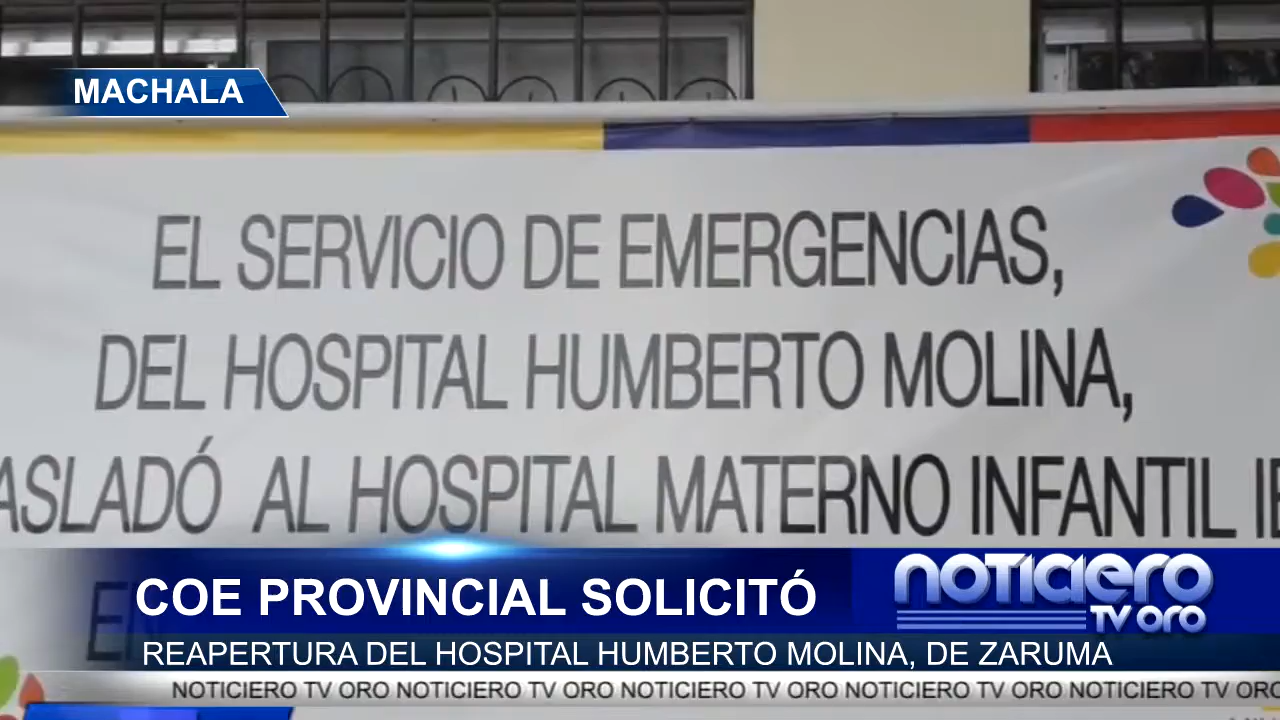 MACHALA
EL SERVICIO DE EMERGENCIAS,
DEL HOSPITAL HUMBERTO MOLINA,
AL HOSPITAL MATERNO INFANTIL
COE PROVINCIAL SOLICITÓ
NOTICIERO
TV ORO
REAPERTURA DEL HOSPITAL HUMBERTO MOLINA, DE ZARUMA
NOTICIERO TV ORO NOTICIERO TV ORO NOTICIERO TV ORO NOTICIERO TV ORO NOTICIERO TV ORO